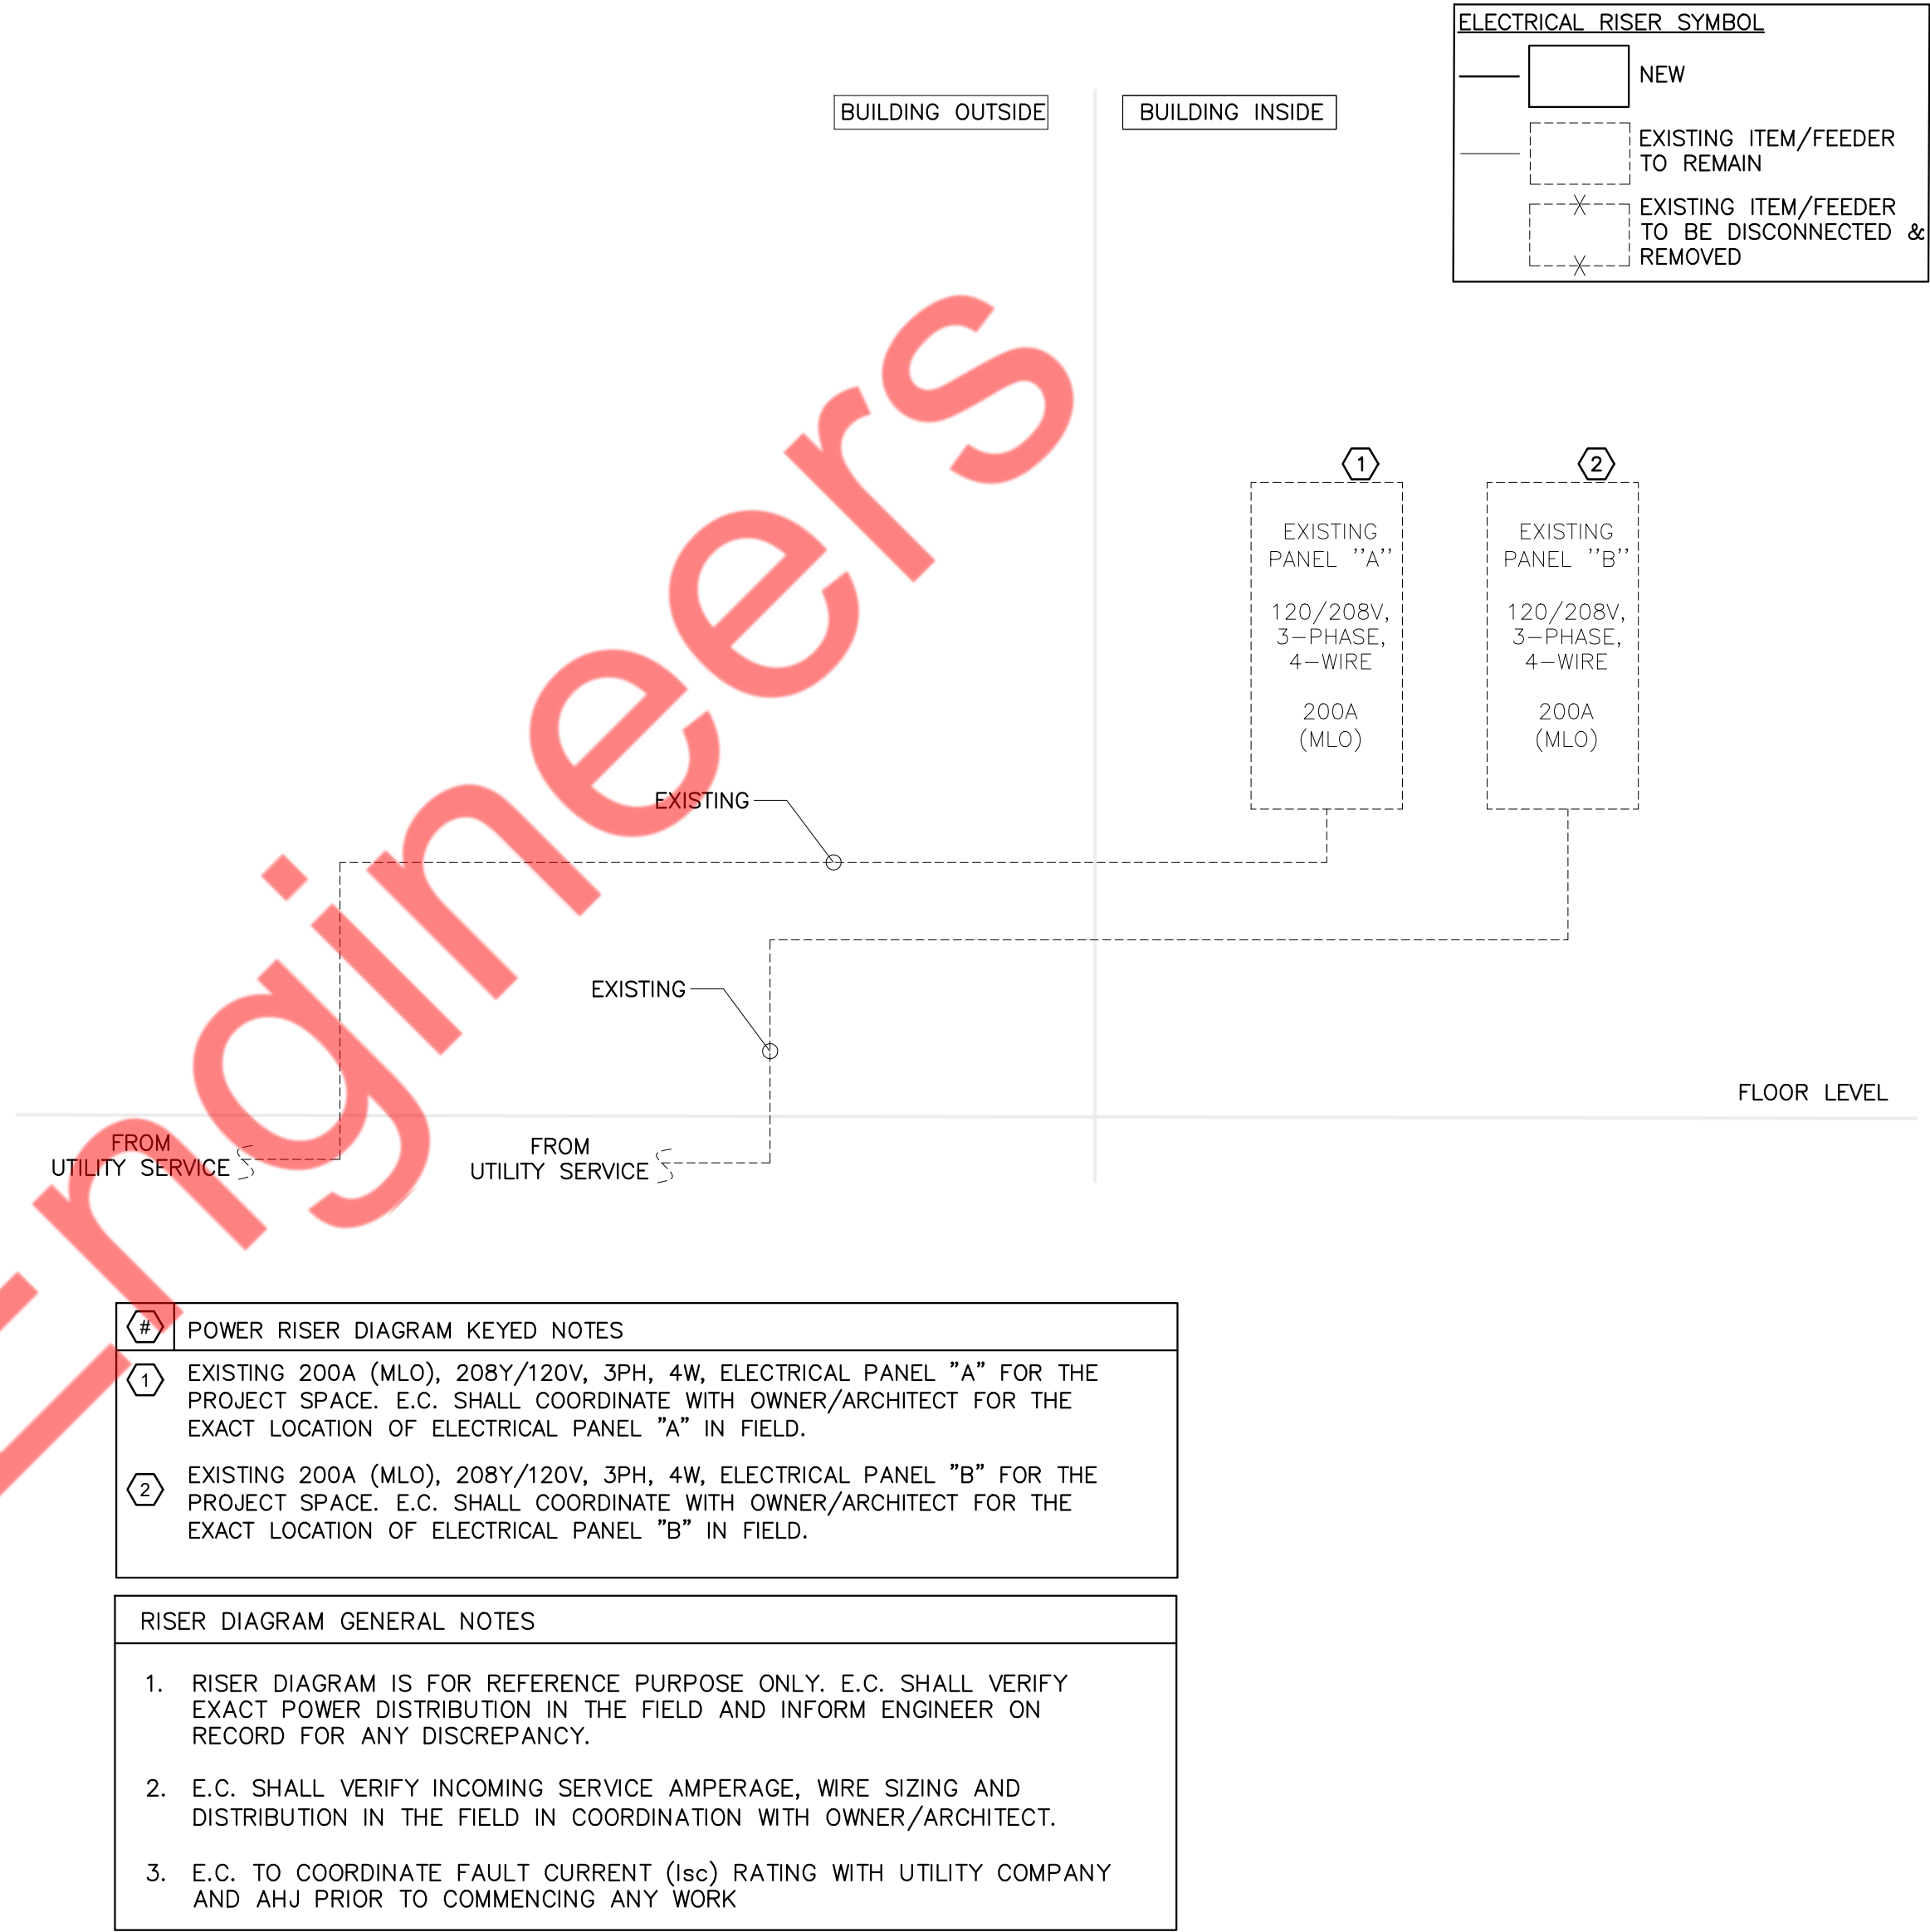 ELECTRICAL RISER SYMBOL
NEW
EXISTING ITEM/FEEDER
TO REMAIN
EXISTING ITEM/FEEDER
TO BE DISCONNECTED &
REMOVED
BUILDING OUTSIDE
BUILDING INSIDE
1
2
EXISTING
PANEL ''A''
120/208V,
3-PHASE,
4-WIRE
200A
(MLO)
EXISTING
PANEL ''B''
120/208V,
3-PHASE,
4-WIRE
200A
(MLO)
EXISTING
EXISTING
FLOOR LEVEL
FROM
UTILITY SERVICE
FROM
UTILITY SERVICE
Engineers
# POWER RISER DIAGRAM KEYED NOTES
1 EXISTING 200A (MLO), 208Y/120V, 3PH, 4W, ELECTRICAL PANEL "A" FOR THE
PROJECT SPACE. E.C. SHALL COORDINATE WITH OWNER/ARCHITECT FOR THE
EXACT LOCATION OF ELECTRICAL PANEL "A" IN FIELD.
2 EXISTING 200A (MLO), 208Y/120V, 3PH, 4W, ELECTRICAL PANEL "B" FOR THE
PROJECT SPACE. E.C. SHALL COORDINATE WITH OWNER/ARCHITECT FOR THE
EXACT LOCATION OF ELECTRICAL PANEL "B" IN FIELD.
RISER DIAGRAM GENERAL NOTES
1. RISER DIAGRAM IS FOR REFERENCE PURPOSE ONLY. E.C. SHALL VERIFY
EXACT POWER DISTRIBUTION IN THE FIELD AND INFORM ENGINEER ON
RECORD FOR ANY DISCREPANCY.
2. E.C. SHALL VERIFY INCOMING SERVICE AMPERAGE, WIRE SIZING AND
DISTRIBUTION IN THE FIELD IN COORDINATION WITH OWNER/ARCHITECT.
3. E.C. TO COORDINATE FAULT CURRENT (Isc) RATING WITH UTILITY COMPANY
AND AHJ PRIOR TO COMMENCING ANY WORK